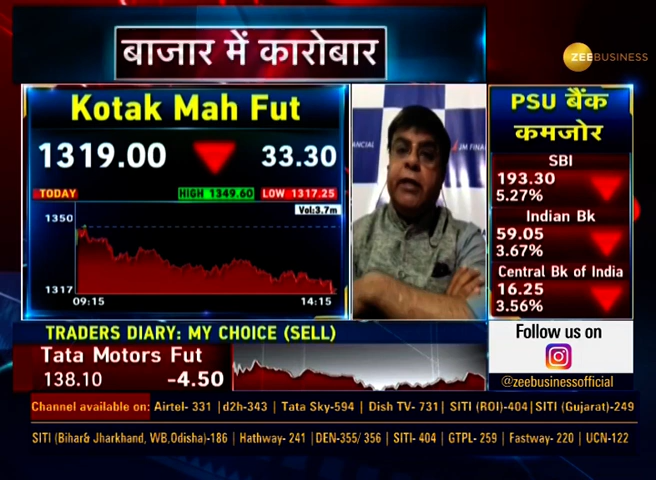 बाजार में कारोबार
ZEEBUSINESS
Kotak Mah Fut
1319.00 33.30
TODAY HIGH 1349.60 LOW 1317.25
Vol:3.7m
1350
1317
09:15 14:15
NCIAL
JM FINAN
PSU बैंक
कमजोर
SBI
193.30
5.27%
Indian Bk
59.05
3.67%
Central Bk of India
16.25
3.56%
TRADERS DIARY: MY CHOICE (SELL)
Tata Motors Fut
138.10 -4.50
Follow us on
@zeebusinessofficial
Channel available on: Airtel- 331 |d2h-343 | Tata Sky-594 | Dish TV- 731| SITI (ROI)-404|SITI (Gujarat)-249
SITI (Bihar& Jharkhand, WB,Odisha)-186 | Hathway- 241 |DEN-355/ 356 | SITI- 404 | GTPL- 259 | Fastway- 220 | UCN-122